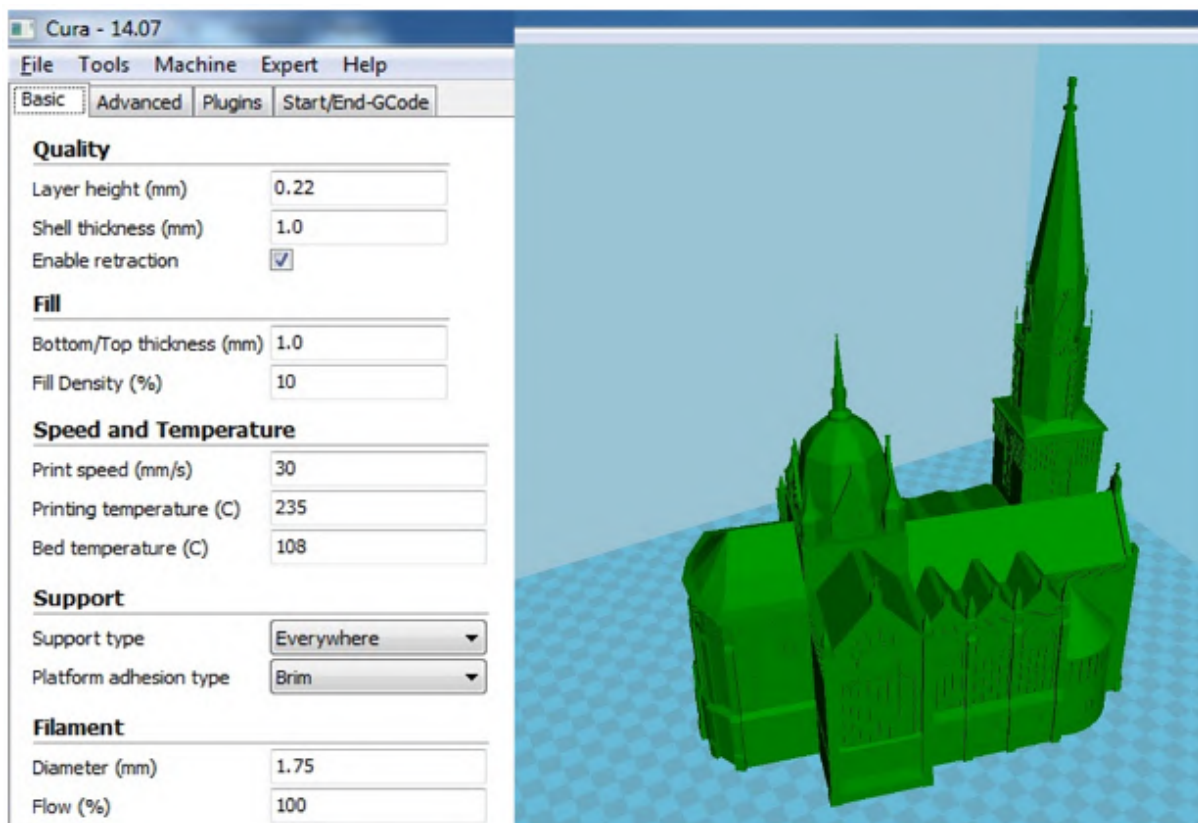 Cura - 14.07
File Tools Machine Expert Help
Basic Advanced Plugins Start/End-GCode
Quality
Layer height (mm) 0.22
Shell thickness (mm) 1.0
Enable retraction
Fill
Bottom/Top thickness (mm) 1.0
Fill Density (%) 10
Speed and Temperature
Print speed (mm/s) 30
Printing temperature (C) 235
Bed temperature (C) 108
Support
Support type Everywhere
Platform adhesion type Brim
Filament
Diameter (mm) 1.75
Flow (%) 100